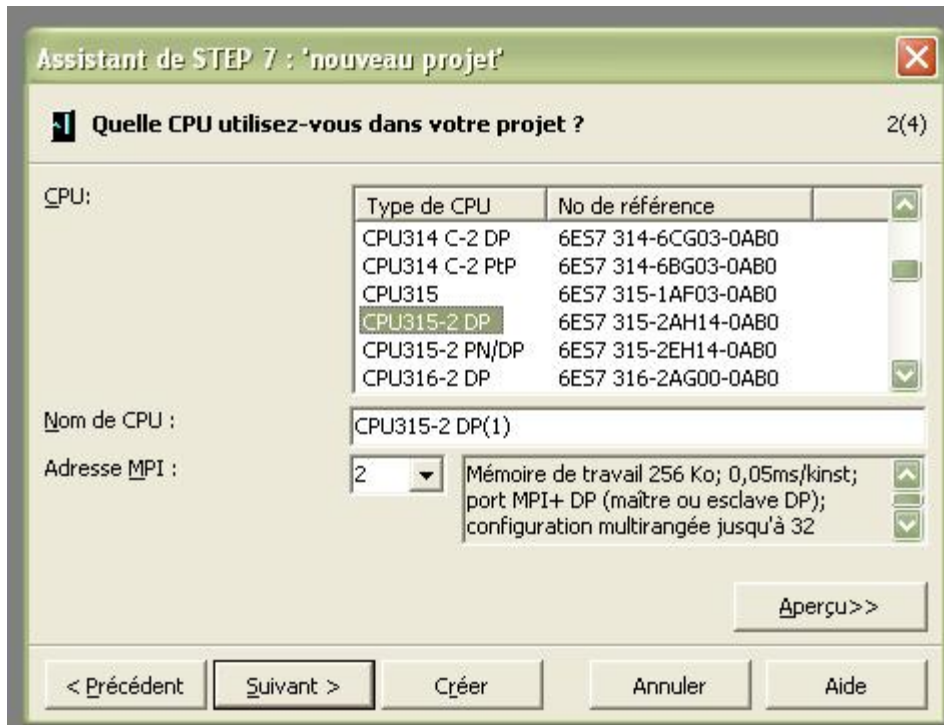 Assistant de STEP 7 : 'nouveau projet'
Quelle CPU utilisez-vous dans votre projet ? 2(4)
CPU:
Type de CPU No de référence
CPU314 C-2 DP 6ES7 314-6CG03-0AB0
CPU314 C-2 PtP 6ES7 314-6BG03-0AB0
CPU315 6ES7 315-1AF03-0AB0
CPU315-2 DP 6ES7 315-2AH14-0AB0
CPU315-2 PN/DP 6ES7 315-2EH14-0AB0
CPU316-2 DP 6ES7 316-2AG00-0AB0
Nom de CPU : CPU315-2 DP(1)
Adresse MPI : 2 Mémoire de travail 256 Ko; 0,05ms/kinst;
port MPI+ DP (maître ou esclave DP);
configuration multirangée jusqu'à 32
Aperçu>>
< Précédent Suivant > Créer Annuler Aide